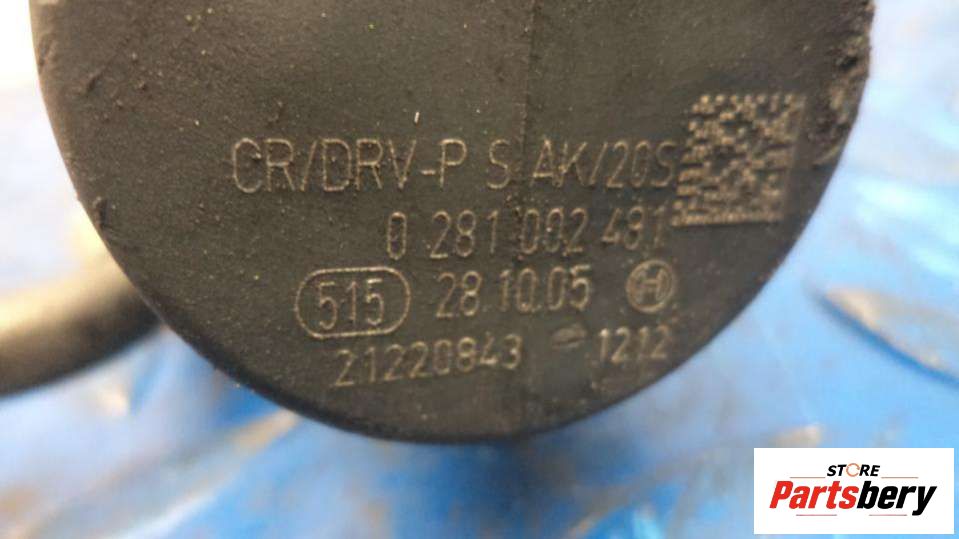 CR/DRV-P S AK/20S
0 281 002 481
515 28.10.05 H
21220843 1212
STORE
Partsbery